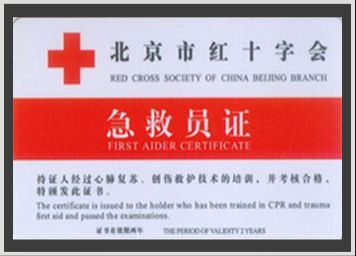 北京市红十字会
RED CROSS SOCIETY OF CHINA BEIJING BRANCH
急救员证
FIRST AIDER CERTIFICATE
持证人经过心肺复苏、创伤救护技术的培训，并考核合格，
特颁发此证书。
The certificate is issued to the holder who has been trained in CPR and trauma
first aid and passed the examinations.
证书有效期两年 THE PERIOD OF VALIDITY 2 YEARS